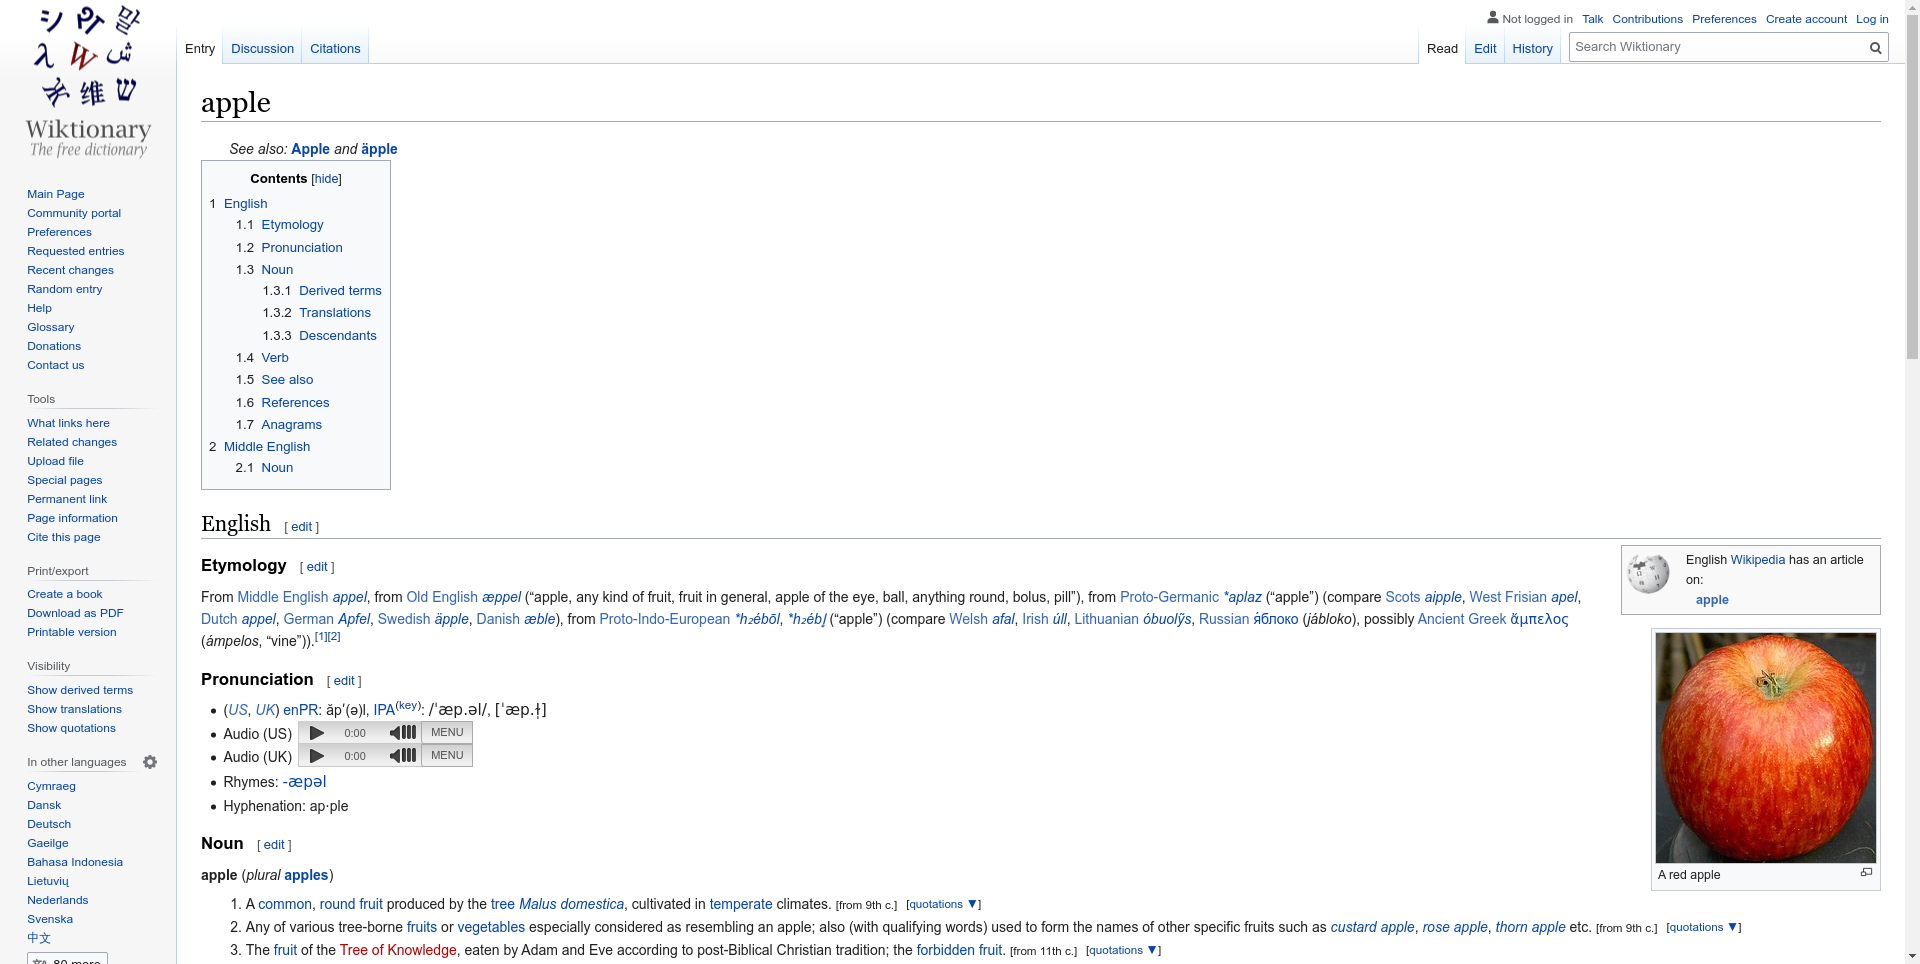 シ
수
말
ኣ
W
ش
维
ש
Wiktionary
The free dictionary
Main Page
Community portal
Preferences
Requested entries
Recent changes
Random entry
Help
Glossary
Donations
Contact us
Tools
What links here
Related changes
Upload file
Special pages
Permanent link
Page information
Cite this page
Print/export
Create a book
Download as PDF
Printable version
Visibility
Show derived terms
Show translations
Show quotations
In other languages
Cymraeg
Dansk
Deutsch
Gaeilge
Bahasa Indonesia
Lietuvių
Nederlands
Svenska
中文
80 more
Not logged in Talk Contributions Preferences Create account Log in
Entry Discussion Citations Read Edit History Search Wiktionary
apple
See also: Apple and äpple
Contents [hide]
1 English
1.1 Etymology
1.2 Pronunciation
1.3 Noun
1.3.1 Derived terms
1.3.2 Translations
1.3.3 Descendants
1.4 Verb
1.5 See also
1.6 References
1.7 Anagrams
2 Middle English
2.1 Noun
English [ edit ]
Etymology [ edit ]
From Middle English appel, from Old English æppel (“apple, any kind of fruit, fruit in general, apple of the eye, ball, anything round, bolus, pill”), from Proto-Germanic *aplaz (“apple”) (compare Scots aipple, West Frisian apel,
Dutch appel, German Apfel, Swedish äpple, Danish æble), from Proto-Indo-European *h₂ébōl, *h₂ébl̥ (“apple”) (compare Welsh afal, Irish úll, Lithuanian óbuolỹs, Russian я́блоко (jábloko), possibly Ancient Greek ἄμπελος
(ámpelos, “vine”)).[1][2]
English Wikipedia has an article
on:
apple
Pronunciation [ edit ]
(US, UK) enPR: ăpʹ(ə)l, IPA(key): /ˈæp.əl/, [ˈæp.ɫ̩]
Audio (US) 0:00 MENU
Audio (UK) 0:00 MENU
Rhymes: -æpəl
Hyphenation: ap·ple
A red apple
Noun [ edit ]
apple (plural apples)
1. A common, round fruit produced by the tree Malus domestica, cultivated in temperate climates. [from 9th c.] [quotations ▼]
2. Any of various tree-borne fruits or vegetables especially considered as resembling an apple; also (with qualifying words) used to form the names of other specific fruits such as custard apple, rose apple, thorn apple etc. [from 9th c.] [quotations ▼]
3. The fruit of the Tree of Knowledge, eaten by Adam and Eve according to post-Biblical Christian tradition; the forbidden fruit. [from 11th c.] [quotations ▼]